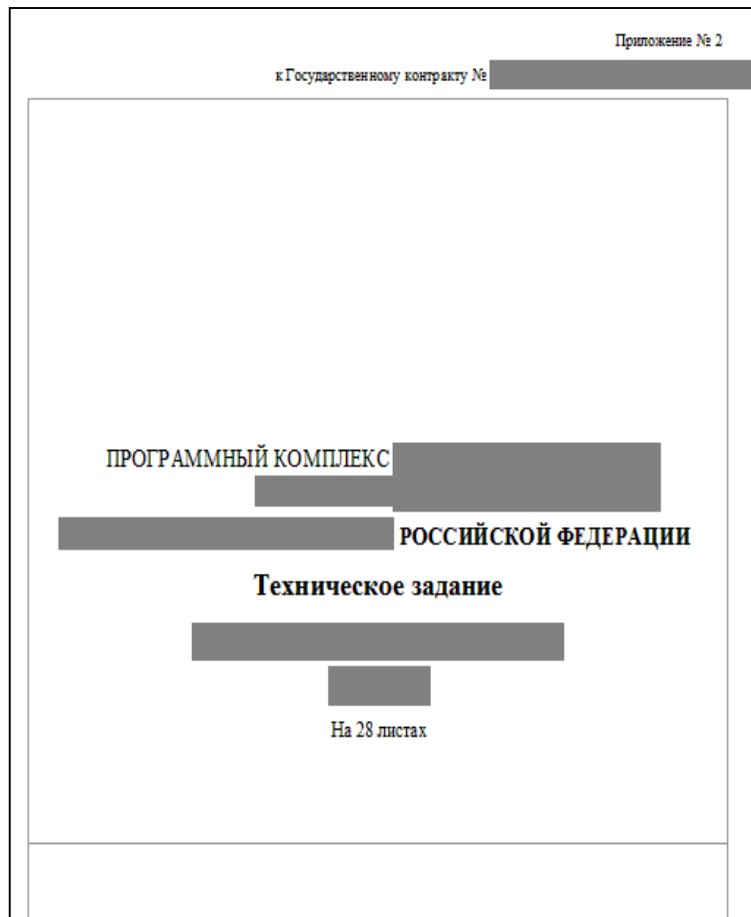 Приложение № 2
к Государственному контракту №
ПРОГРАММНЫЙ КОМПЛЕКС
РОССИЙСКОЙ ФЕДЕРАЦИИ
Техническое задание
На 28 листах